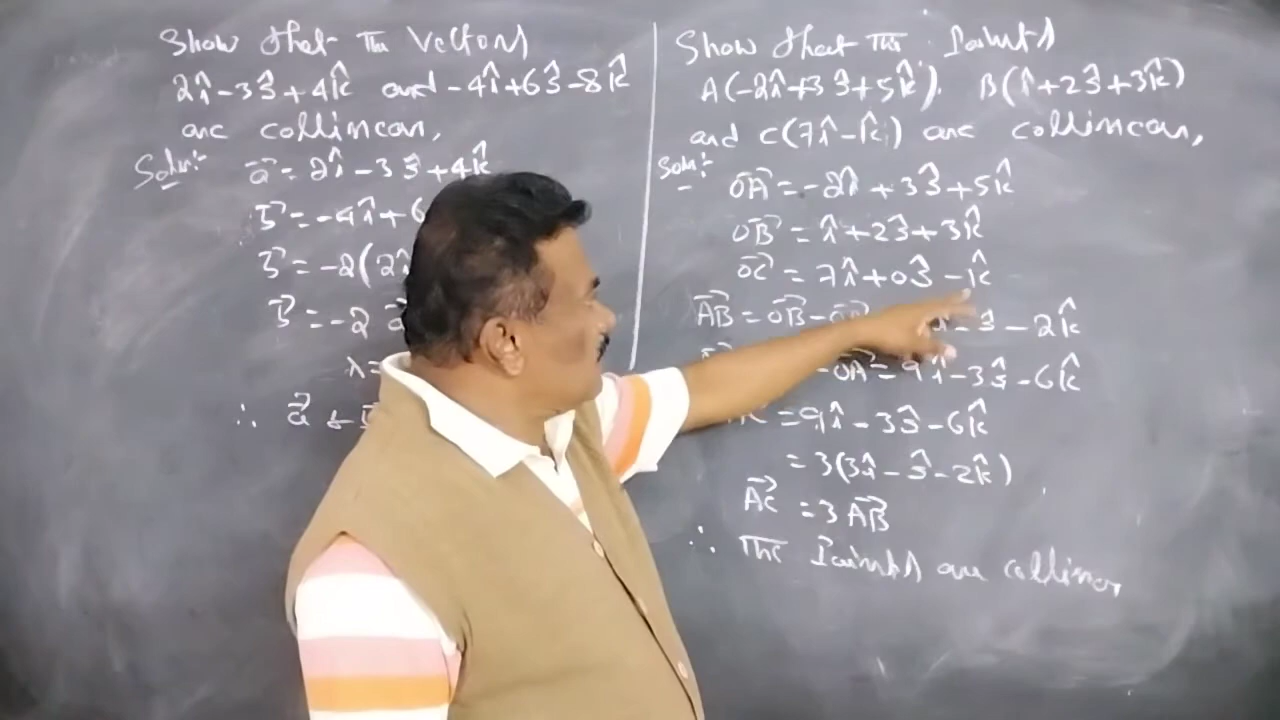 Show that the Vectors
2î-3ĵ+4k̂ and -4î+6ĵ-8k̂
are collinear,
Soln:- a⃗ = 2î-3ĵ+4k̂
b⃗ = -4î+6
b⃗ = -2(2î
b⃗ = -2 a⃗
λ=
∴ a⃗ &
Show that the Points
A(-2î+3ĵ+5k̂). B(î+2ĵ+3k̂)
and C(7î-k̂) are collinear,
Soln:- OA⃗ = -2î+3ĵ+5k̂
OB⃗ = î+2ĵ+3k̂
OC⃗ = 7î+0ĵ-1k̂
AB⃗ = OB⃗ - -ĵ-2k̂
-OA⃗ = 9î-3ĵ-6k̂
= 9î-3ĵ-6k̂
= 3(3î-ĵ-2k̂)
AC⃗ = 3 AB⃗
∴ The Points are collinear